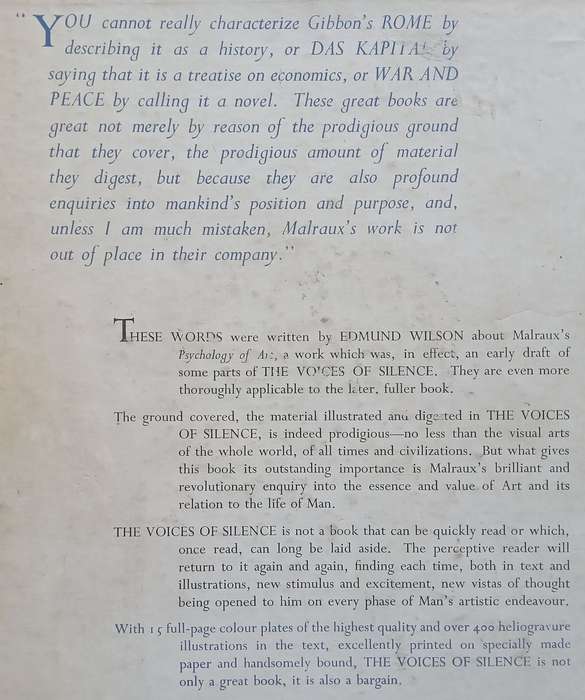 "YOU cannot really characterize Gibbon's ROME by
describing it as a history, or DAS KAPITAL by
saying that it is a treatise on economics, or WAR AND
PEACE by calling it a novel. These great books are
great not merely by reason of the prodigious ground
that they cover, the prodigious amount of material
they digest, but because they are also profound
enquiries into mankind's position and purpose, and,
unless I am much mistaken, Malraux's work is not
out of place in their company."
THESE WORDS were written by EDMUND WILSON about Malraux's
Psychology of Art, a work which was, in effect, an early draft of
some parts of THE VOICES OF SILENCE. They are even more
thoroughly applicable to the later, fuller book.
The ground covered, the material illustrated and digested in THE VOICES
OF SILENCE, is indeed prodigious—no less than the visual arts
of the whole world, of all times and civilizations. But what gives
this book its outstanding importance is Malraux's brilliant and
revolutionary enquiry into the essence and value of Art and its
relation to the life of Man.
THE VOICES OF SILENCE is not a book that can be quickly read or which,
once read, can long be laid aside. The perceptive reader will
return to it again and again, finding each time, both in text and
illustrations, new stimulus and excitement, new vistas of thought
being opened to him on every phase of Man's artistic endeavour.
With 15 full-page colour plates of the highest quality and over 400 heliogravure
illustrations in the text, excellently printed on specially made
paper and handsomely bound, THE VOICES OF SILENCE is not
only a great book, it is also a bargain.